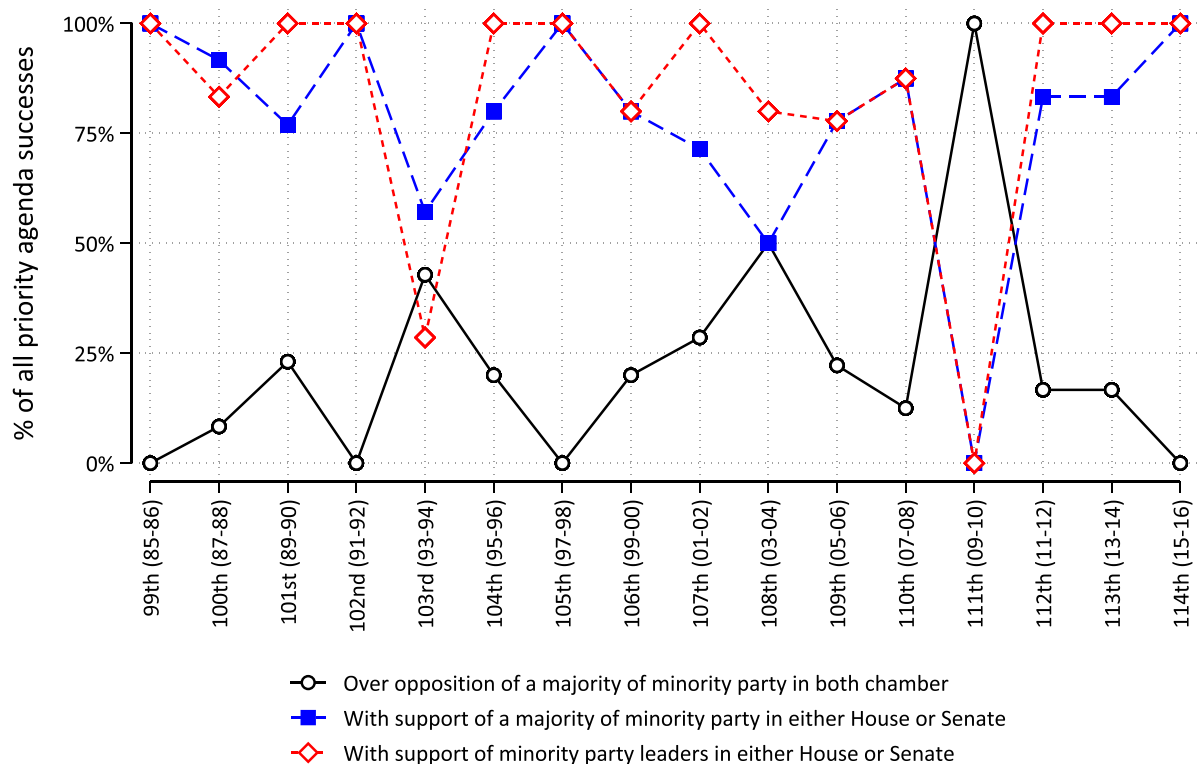 % of all priority agenda successes
100%
75%
50%
25%
0%
99th (85-86)
100th (87-88)
101st (89-90)
102nd (91-92)
103rd (93-94)
104th (95-96)
105th (97-98)
106th (99-00)
107th (01-02)
108th (03-04)
109th (05-06)
110th (07-08)
111th (09-10)
112th (11-12)
113th (13-14)
114th (15-16)
Over opposition of a majority of minority party in both chamber
With support of a majority of minority party in either House or Senate
With support of minority party leaders in either House or Senate